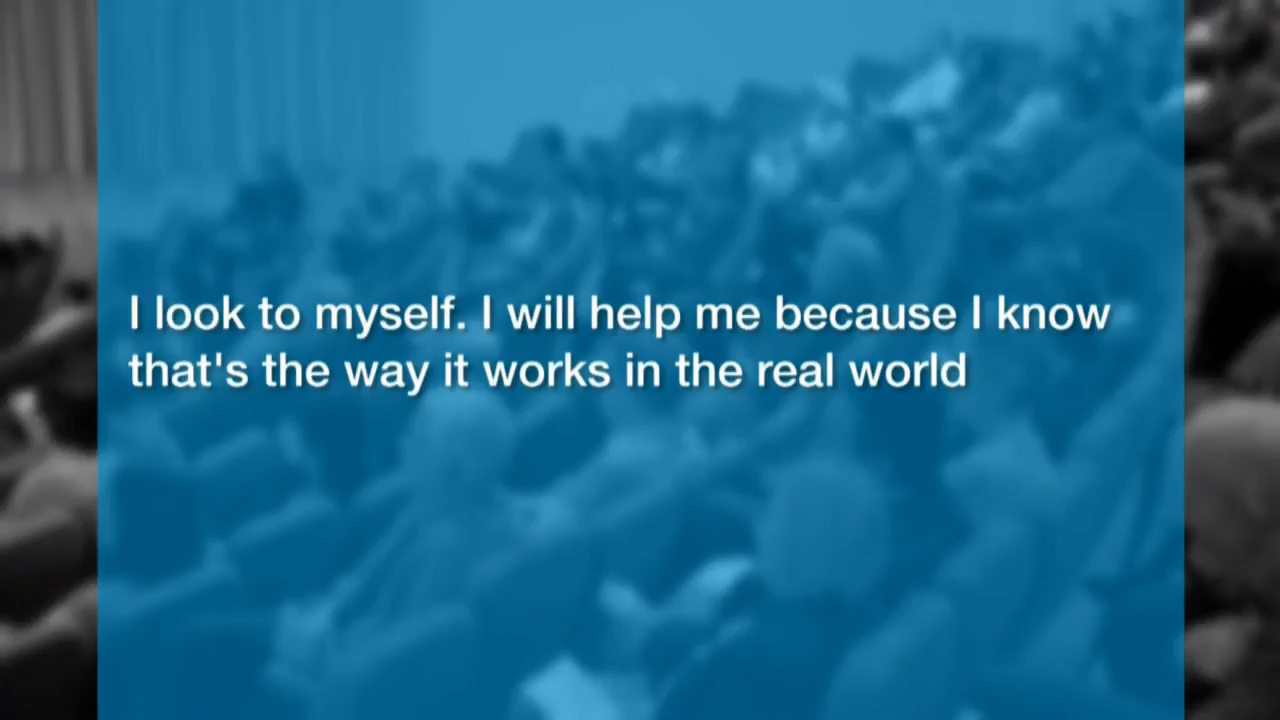 I look to myself. I will help me because I know
that's the way it works in the real world